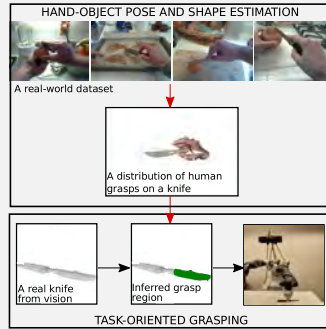 HAND-OBJECT POSE AND SHAPE ESTIMATION
A real-world dataset
A distribution of human
grasps on a knife
A real knife
from vision
Inferred grasp
region
TASK-ORIENTED GRASPING